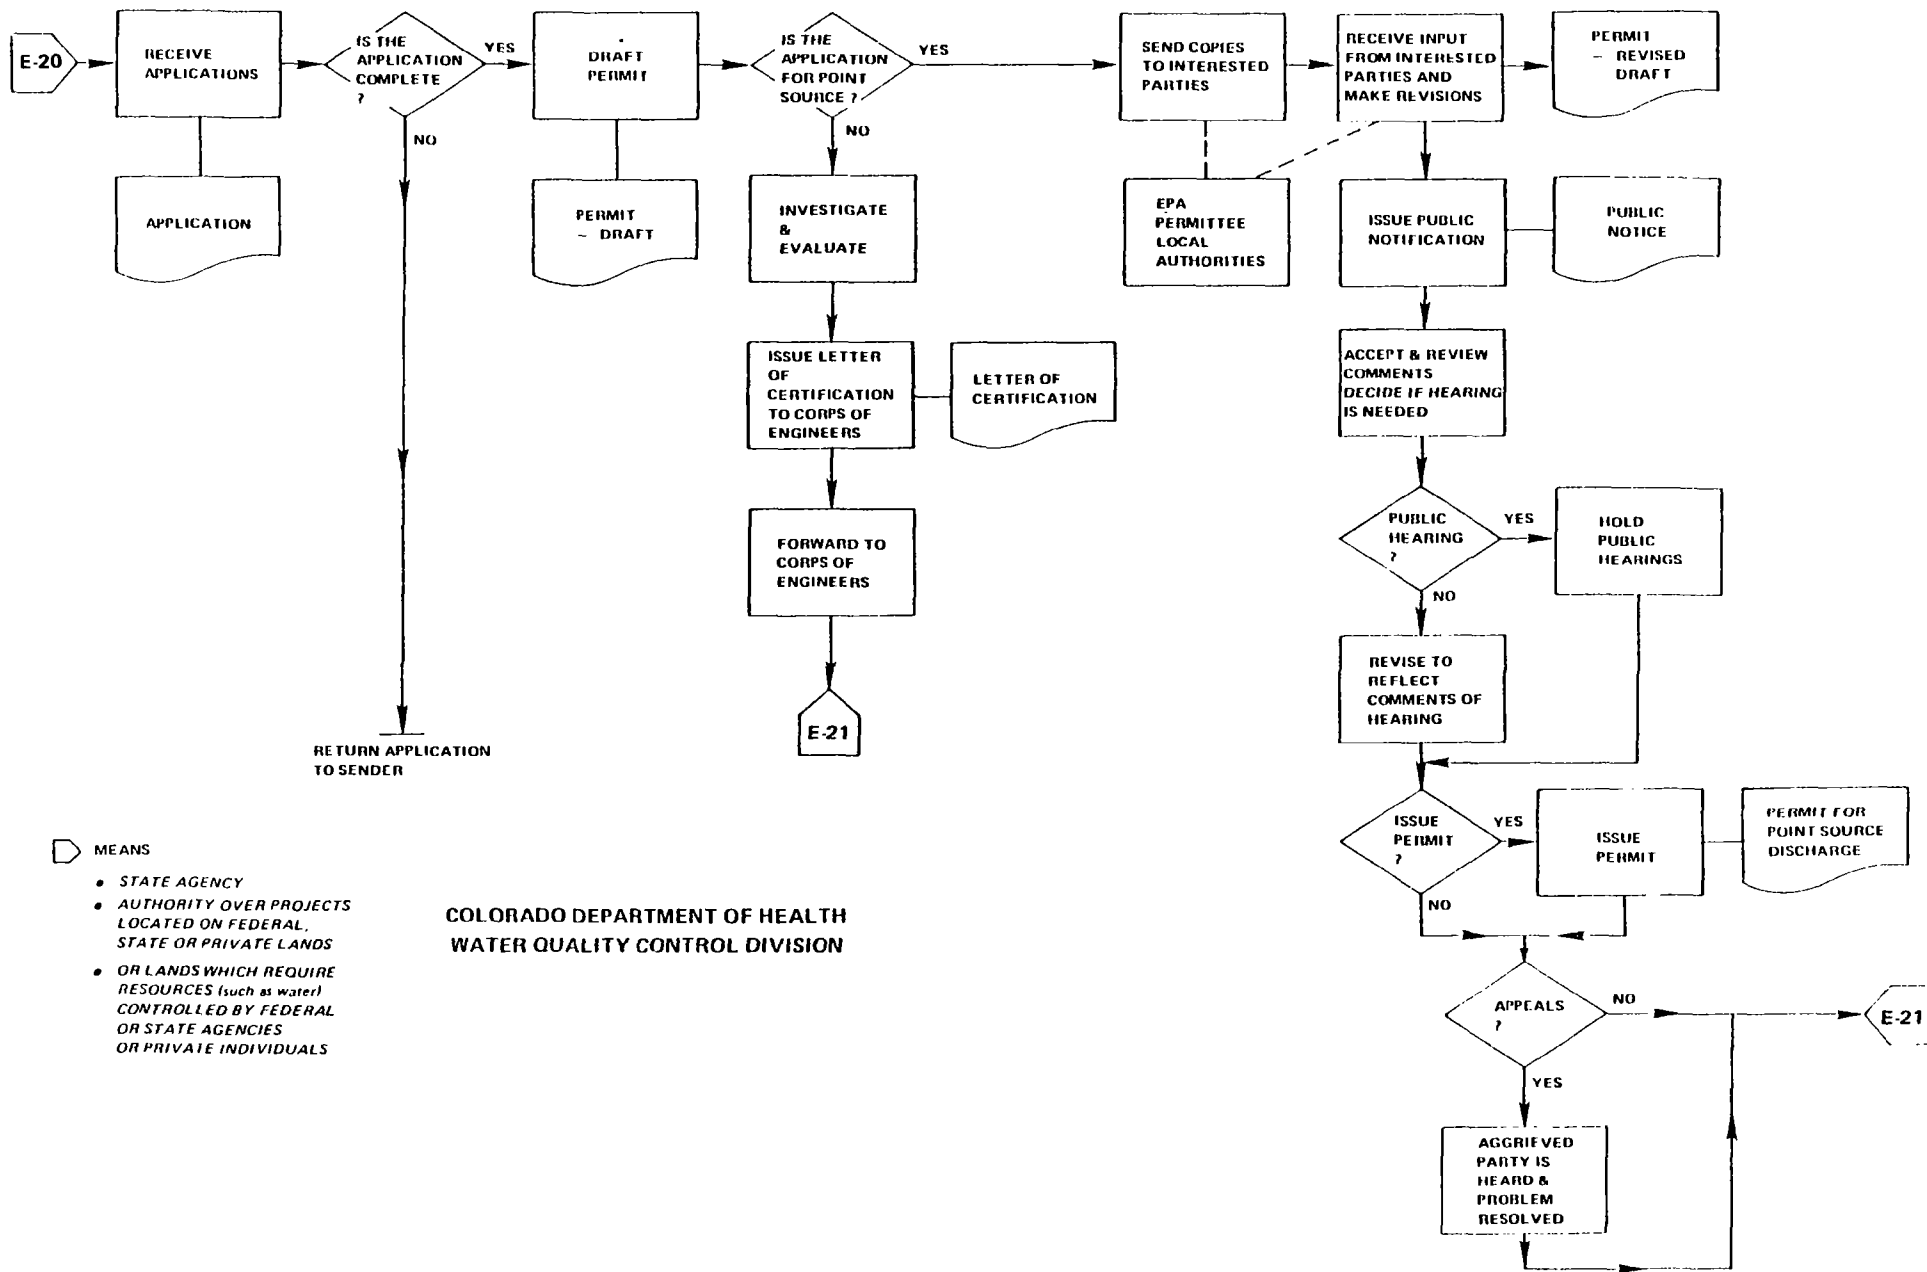 E-20
RECEIVE
APPLICATIONS
APPLICATION
IS THE
APPLICATION
COMPLETE
?
YES
NO
RETURN APPLICATION
TO SENDER
DRAFT
PERMIT
PERMIT
– DRAFT
IS THE
APPLICATION
FOR POINT
SOURCE ?
YES
NO
INVESTIGATE
&
EVALUATE
ISSUE LETTER
OF
CERTIFICATION
TO CORPS OF
ENGINEERS
LETTER OF
CERTIFICATION
FORWARD TO
CORPS OF
ENGINEERS
E-21
SEND COPIES
TO INTERESTED
PARTIES
EPA
PERMITTEE
LOCAL
AUTHORITIES
RECEIVE INPUT
FROM INTERESTED
PARTIES AND
MAKE REVISIONS
PERMIT
– REVISED
DRAFT
ISSUE PUBLIC
NOTIFICATION
PUBLIC
NOTICE
ACCEPT & REVIEW
COMMENTS
DECIDE IF HEARING
IS NEEDED
PUBLIC
HEARING
?
YES
NO
HOLD
PUBLIC
HEARINGS
REVISE TO
REFLECT
COMMENTS OF
HEARING
ISSUE
PERMIT
?
YES
NO
ISSUE
PERMIT
PERMIT FOR
POINT SOURCE
DISCHARGE
APPEALS
?
NO
YES
E-21
AGGRIEVED
PARTY IS
HEARD &
PROBLEM
RESOLVED
MEANS
• STATE AGENCY
• AUTHORITY OVER PROJECTS
LOCATED ON FEDERAL,
STATE OR PRIVATE LANDS
• OR LANDS WHICH REQUIRE
RESOURCES (such as water)
CONTROLLED BY FEDERAL
OR STATE AGENCIES
OR PRIVATE INDIVIDUALS
COLORADO DEPARTMENT OF HEALTH
WATER QUALITY CONTROL DIVISION